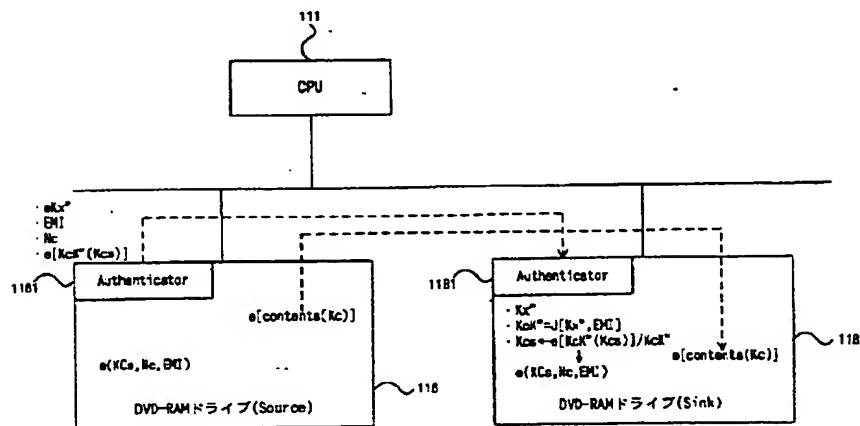 111
CPU
· eKx"
· EMI
· Nc
· e[KcK"(Kcs)]
1181
Authenticator
e[contents(Kc)]
e(KCs,Nc,EMI)
DVD-RAMドライブ(Source)
118
1181
Authenticator
· Kx"
· KcK"=J[Kx",EMI]
· Kcs←e[KcK"(Kcs)]/KcK"
e(KCs,Nc,EMI)
e[contents(Kc)]
DVD-RAMドライブ(Sink)
118